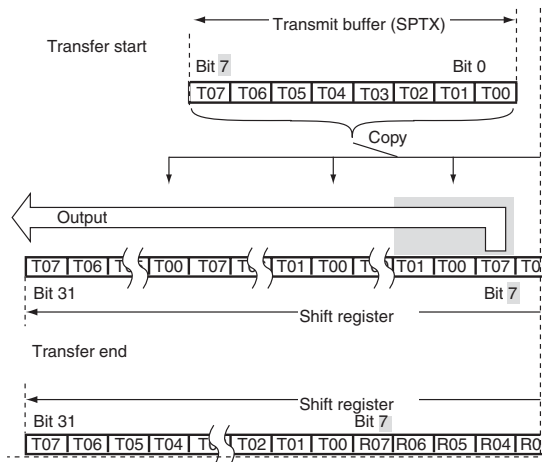 Transmit buffer (SPTX)
Transfer start
Bit 7 Bit 0
T07 T06 T05 T04 T03 T02 T01 T00
Copy
Output
T07 T06 T00 T07 T01 T00 T01 T00 T07
Bit 31 Bit 7
Shift register
Transfer end
Shift register
Bit 31 Bit 7
T07 T06 T05 T04 T02 T01 T00 R07 R06 R05 R04